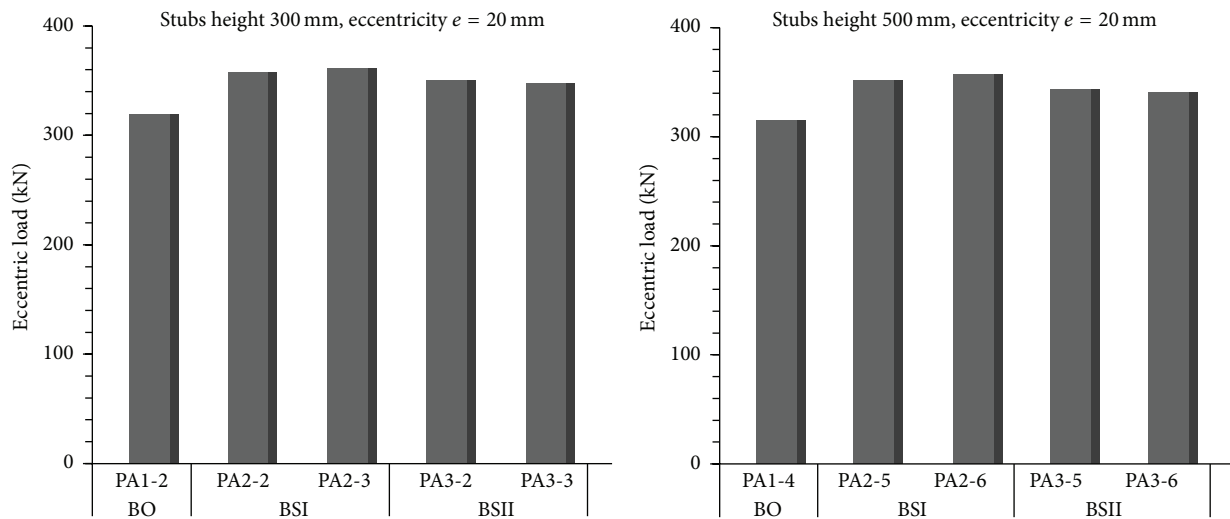 Stubs height 300 mm, eccentricity e = 20 mm
Eccentric load (kN)
400
300
200
100
0
PA1-2 PA2-2 PA2-3 PA3-2 PA3-3
BO BSI BSII
Stubs height 500 mm, eccentricity e = 20 mm
Eccentric load (kN)
400
300
200
100
0
PA1-4 PA2-5 PA2-6 PA3-5 PA3-6
BO BSI BSII